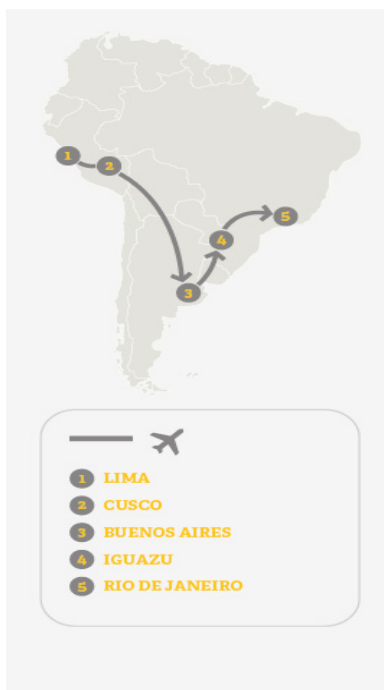 1
2
3
4
5
1 LIMA
2 CUSCO
3 BUENOS AIRES
4 IGUAZU
5 RIO DE JANEIRO